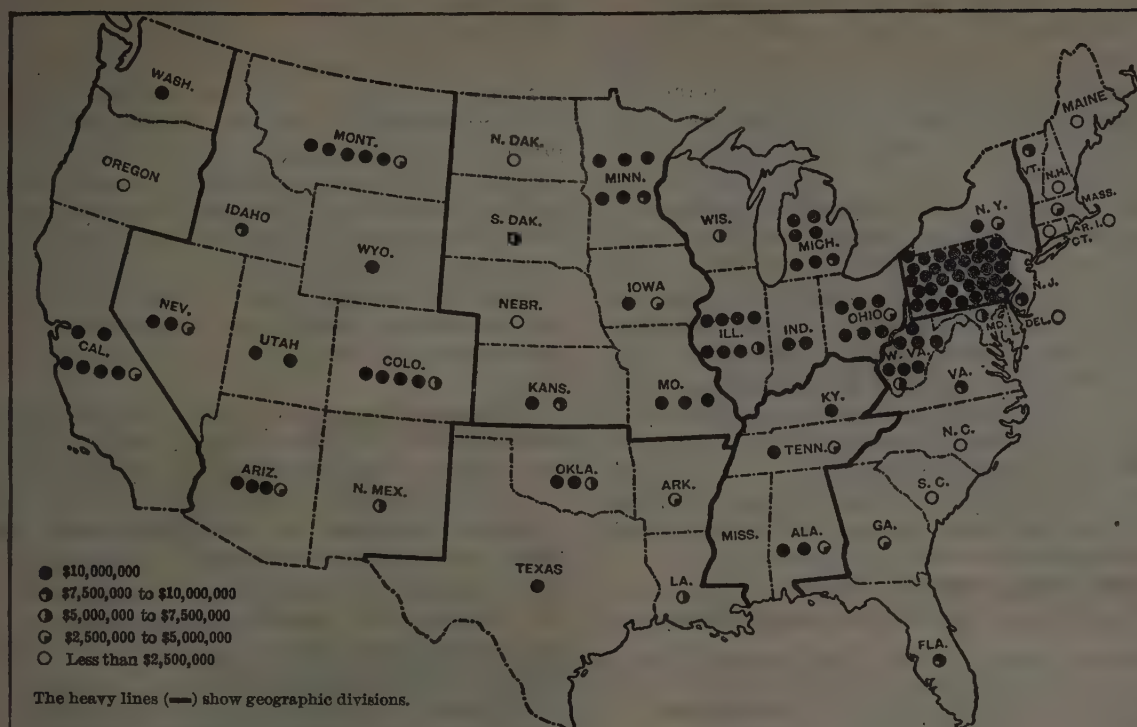 WASH.
MONT.
N. DAK.
MINN.
MAINE
OREGON
IDAHO
WYO.
S. DAK.
WIS.
MICH.
N. Y.
VT.
N.H.
MASS.
R. I.
CT.
NEV.
UTAH
COLO.
NEBR.
IOWA
ILL.
IND.
OHIO
N. J.
MD.
DEL.
CAL.
KANS.
MO.
KY.
W. VA.
VA.
ARIZ.
N. MEX.
OKLA.
ARK.
TENN.
N. C.
S. C.
TEXAS
LA.
MISS.
ALA.
GA.
FLA.
$10,000,000
$7,500,000 to $10,000,000
$5,000,000 to $7,500,000
$2,500,000 to $5,000,000
Less than $2,500,000
The heavy lines (▬) show geographic divisions.